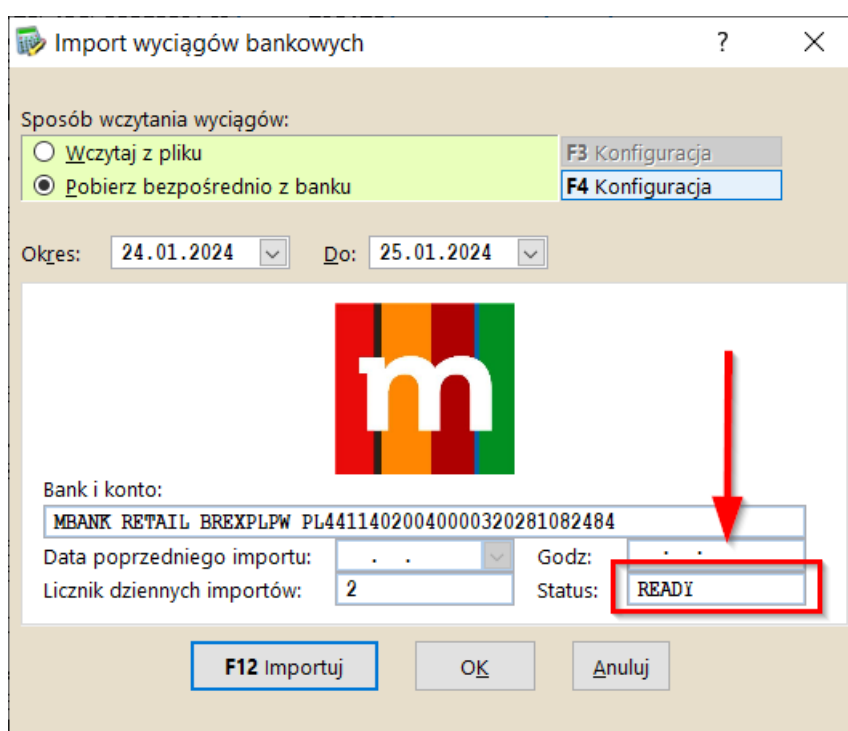 Import wyciągów bankowych ? ×
Sposób wczytania wyciągów:
Wczytaj z pliku F3 Konfiguracja
Pobierz bezpośrednio z banku F4 Konfiguracja
Okres: 24.01.2024 Do: 25.01.2024
m
Bank i konto:
MBANK RETAIL BREXPLPW PL44114020040000320281082484
Data poprzedniego importu: . . Godz: . .
Licznik dziennych importów: 2 Status: READY
F12 Importuj OK Anuluj